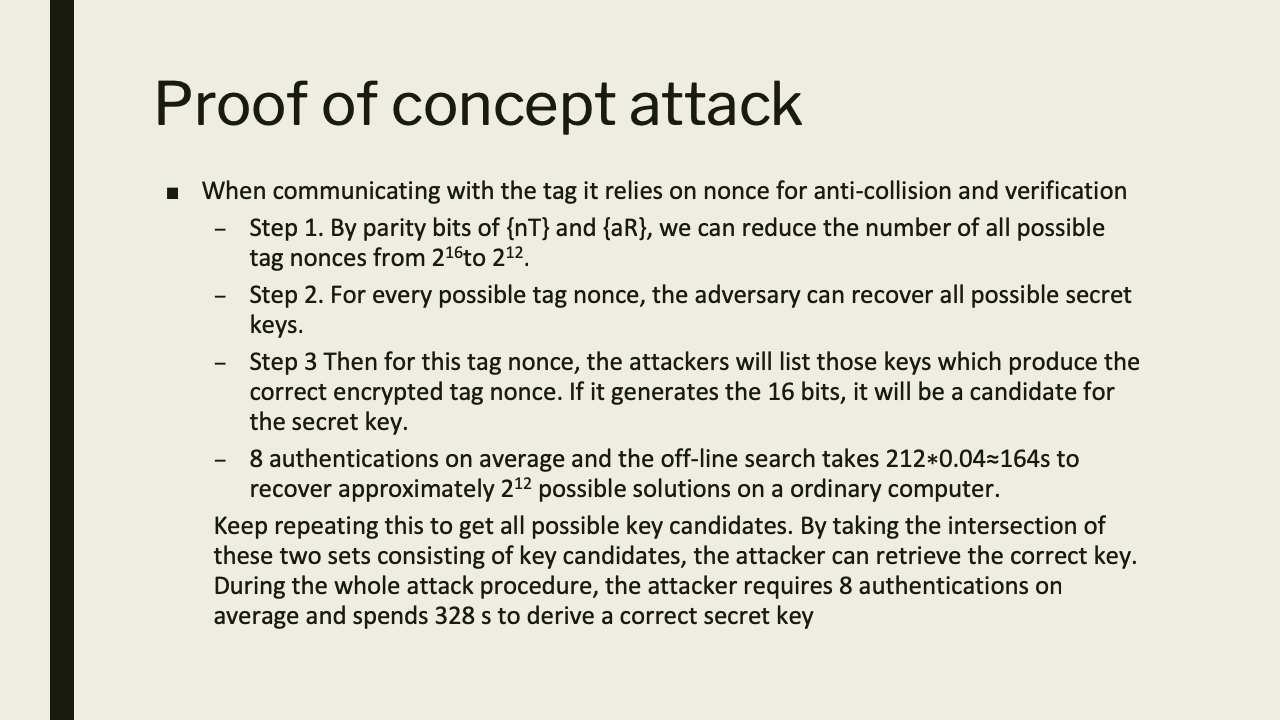 Proof of concept attack
■ When communicating with the tag it relies on nonce for anti-collision and verification
– Step 1. By parity bits of {nT} and {aR}, we can reduce the number of all possible
tag nonces from 2¹⁶to 2¹².
– Step 2. For every possible tag nonce, the adversary can recover all possible secret
keys.
– Step 3 Then for this tag nonce, the attackers will list those keys which produce the
correct encrypted tag nonce. If it generates the 16 bits, it will be a candidate for
the secret key.
– 8 authentications on average and the off-line search takes 212∗0.04≈164s to
recover approximately 2¹² possible solutions on a ordinary computer.
Keep repeating this to get all possible key candidates. By taking the intersection of
these two sets consisting of key candidates, the attacker can retrieve the correct key.
During the whole attack procedure, the attacker requires 8 authentications on
average and spends 328 s to derive a correct secret key